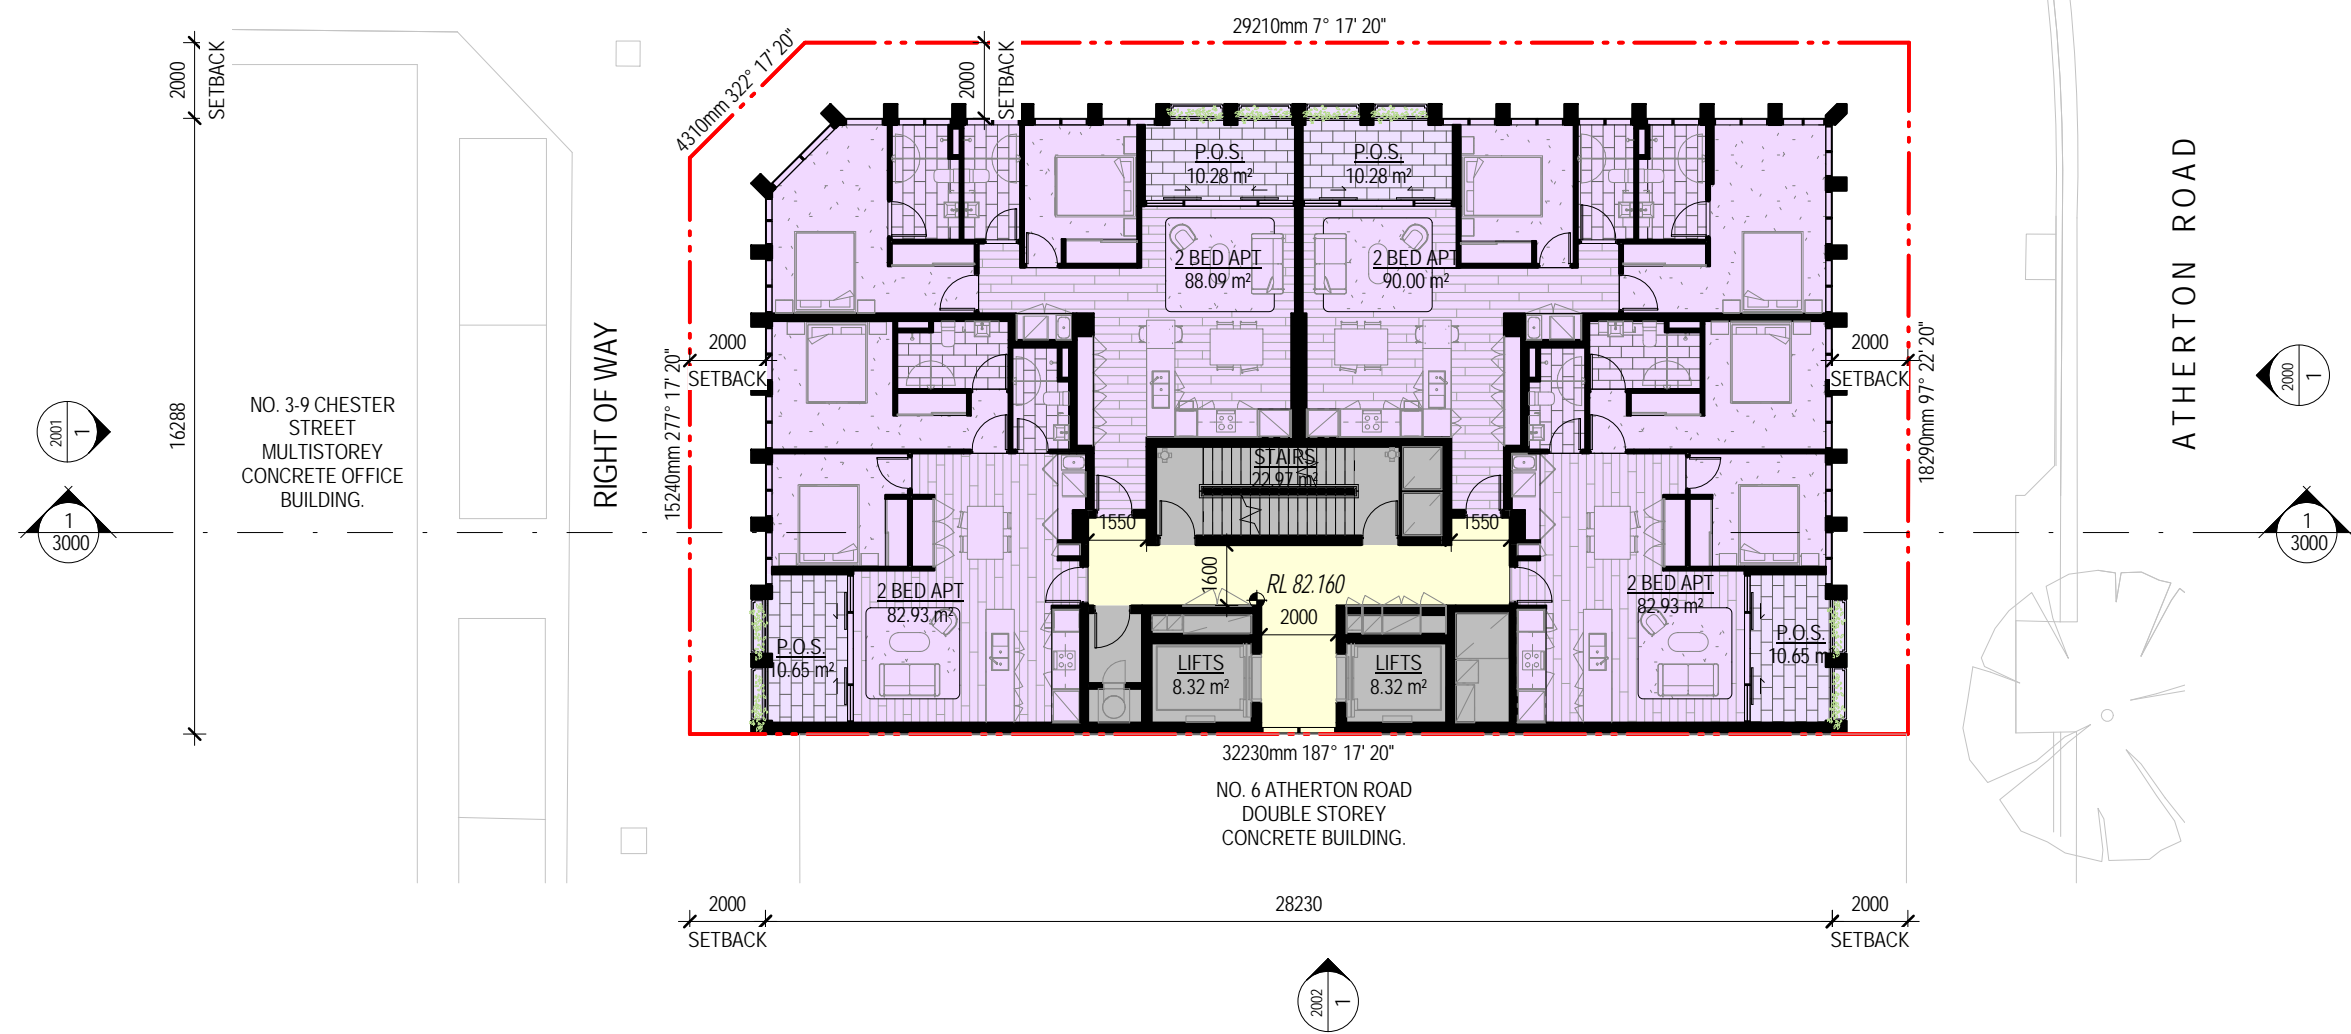 29210mm 7° 17' 20"
4310mm 322° 17' 20"
2000
SETBACK
2000
SETBACK
P.O.S.
10.28 m²
P.O.S.
10.28 m²
2 BED APT
88.09 m²
2 BED APT
90.00 m²
ATHERTON ROAD
RIGHT OF WAY
2000
SETBACK
15240mm 277° 17' 20"
2000
SETBACK
18290mm 97° 22' 20"
16288
NO. 3-9 CHESTER
STREET
MULTISTOREY
CONCRETE OFFICE
BUILDING.
2001
1
2000
1
1
3000
1
3000
STAIRS
22.97 m²
1550
1550
1600
RL 82.160
2000
2 BED APT
82.93 m²
2 BED APT
82.93 m²
P.O.S.
10.65 m²
P.O.S.
10.65 m
LIFTS
8.32 m²
LIFTS
8.32 m²
32230mm 187° 17' 20"
NO. 6 ATHERTON ROAD
DOUBLE STOREY
CONCRETE BUILDING.
2000
SETBACK
28230
2000
SETBACK
2002
1